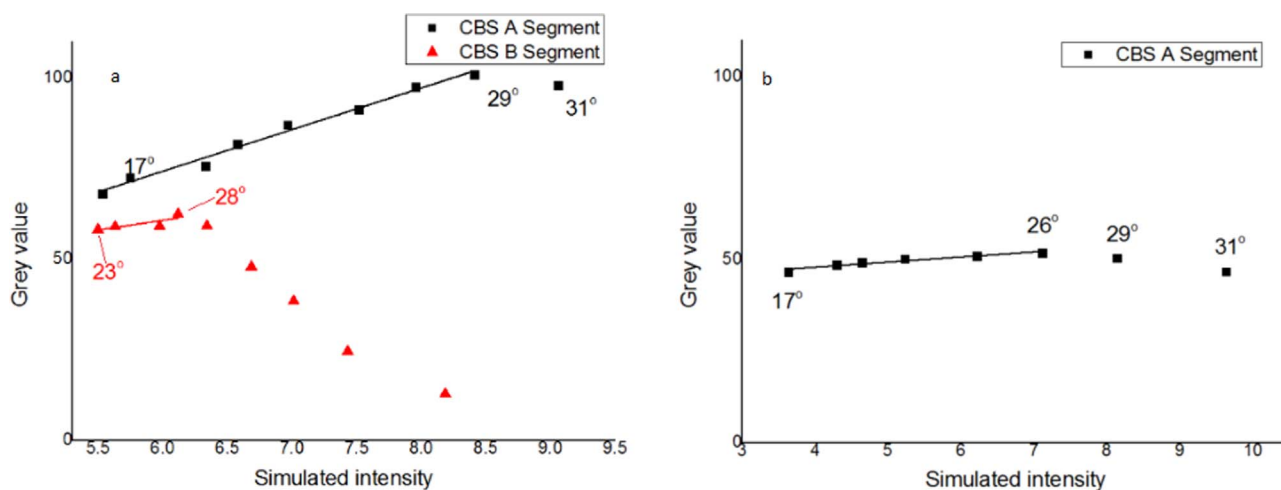 CBS A Segment
CBS B Segment
a
100
50
0
Grey value
17°
29°
31°
28°
23°
5.5 6.0 6.5 7.0 7.5 8.0 8.5 9.0 9.5
Simulated intensity
CBS A Segment
b
100
50
0
Grey value
17°
26°
29°
31°
3 4 5 6 7 8 9 10
Simulated intensity